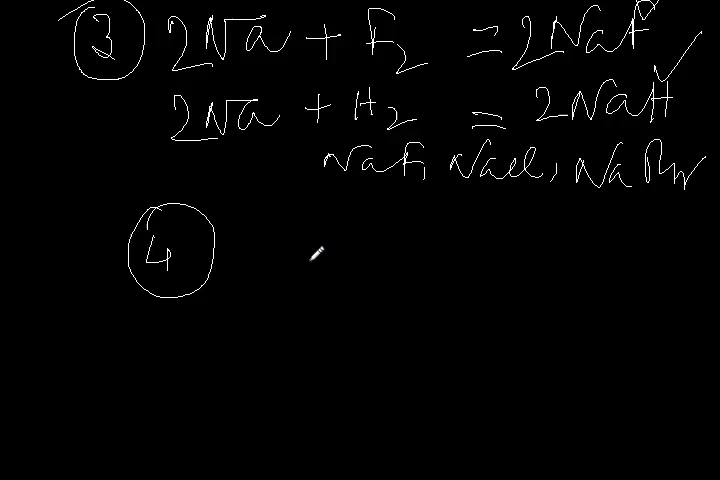 3 2Na + F2 = 2NaF
2Na + H2 = 2NaH
NaF, NaCl, NaBr
4